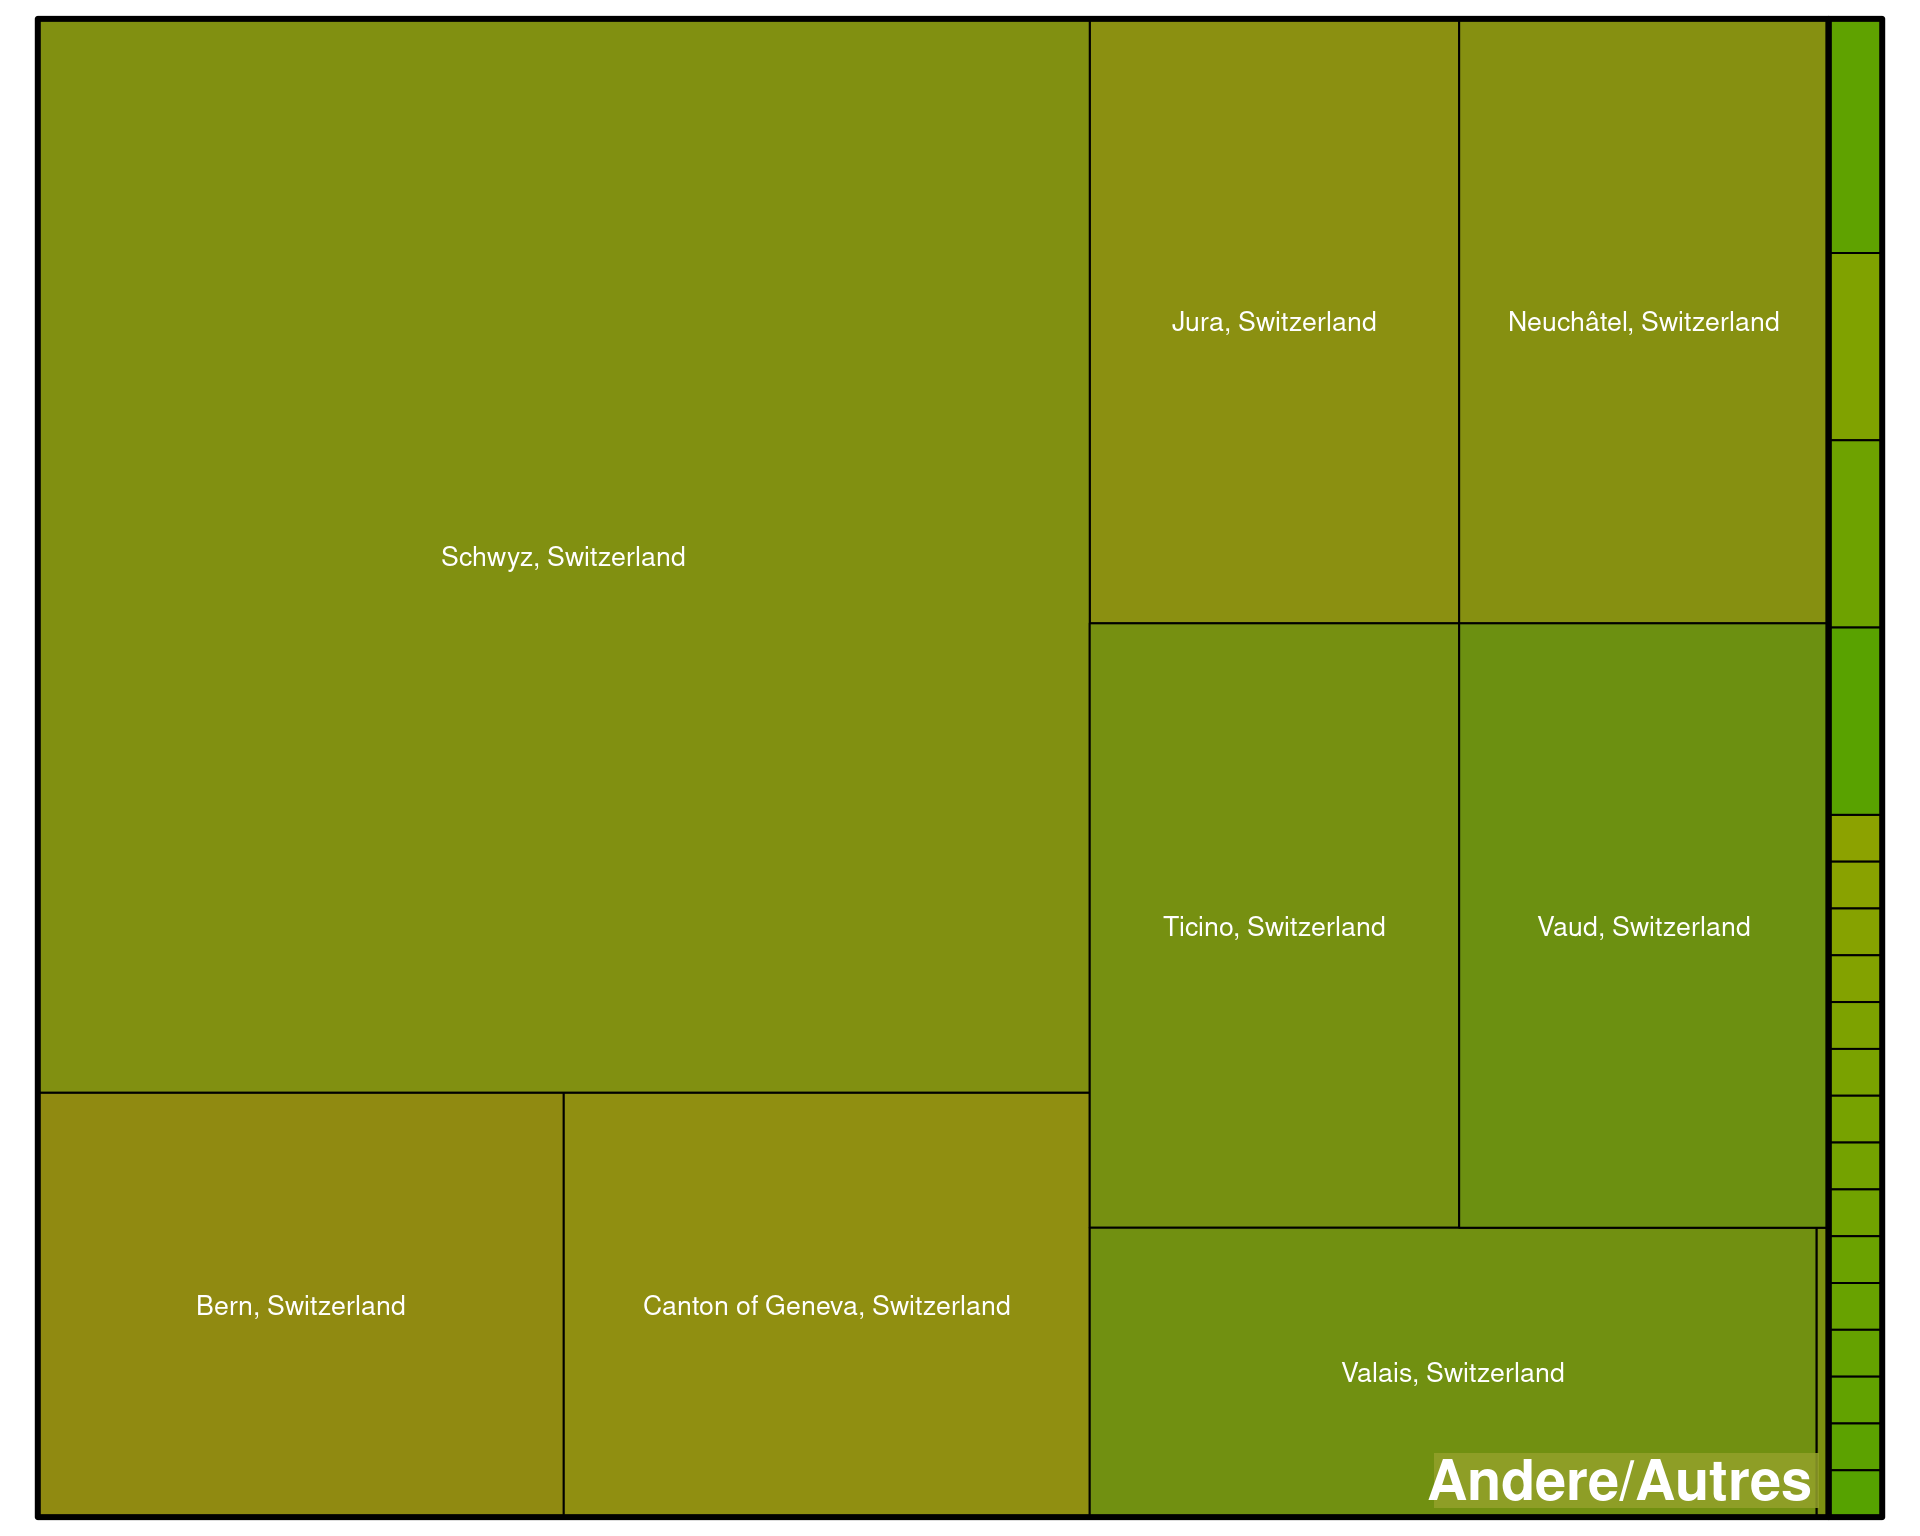 Schwyz, Switzerland
Jura, Switzerland
Neuchâtel, Switzerland
Ticino, Switzerland
Vaud, Switzerland
Bern, Switzerland
Canton of Geneva, Switzerland
Valais, Switzerland
Andere/Autres